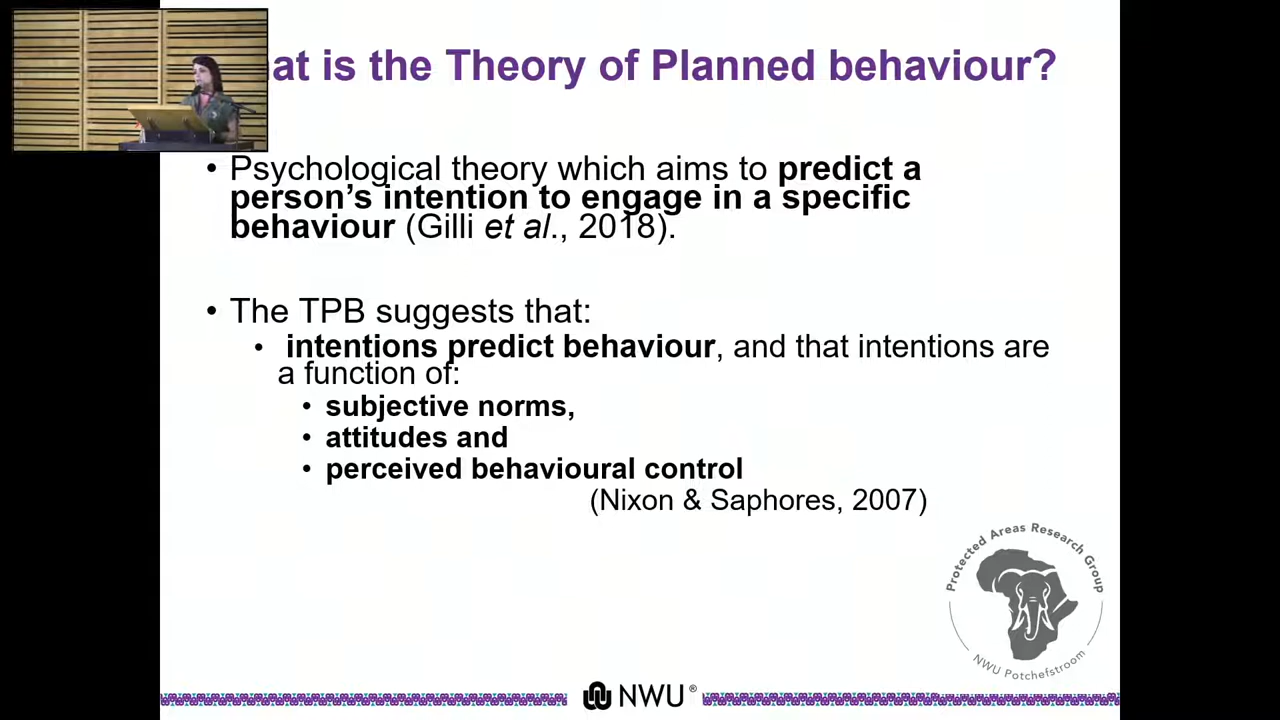 at is the Theory of Planned behaviour?
• Psychological theory which aims to predict a
person’s intention to engage in a specific
behaviour (Gilli et al., 2018).
• The TPB suggests that:
• intentions predict behaviour, and that intentions are
a function of:
• subjective norms,
• attitudes and
• perceived behavioural control
(Nixon & Saphores, 2007)
Protected Areas Research Group
NWU Potchefstroom
NWU®